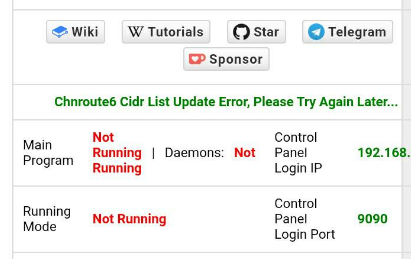 Wiki
Tutorials
Star
Telegram
Sponsor
Chnroute6 Cidr List Update Error, Please Try Again Later...
Main
Program
Not
Running
Running
| Daemons: Not
Control
Panel
Login IP
192.168.
Running
Mode
Not Running
Control
Panel
Login Port
9090